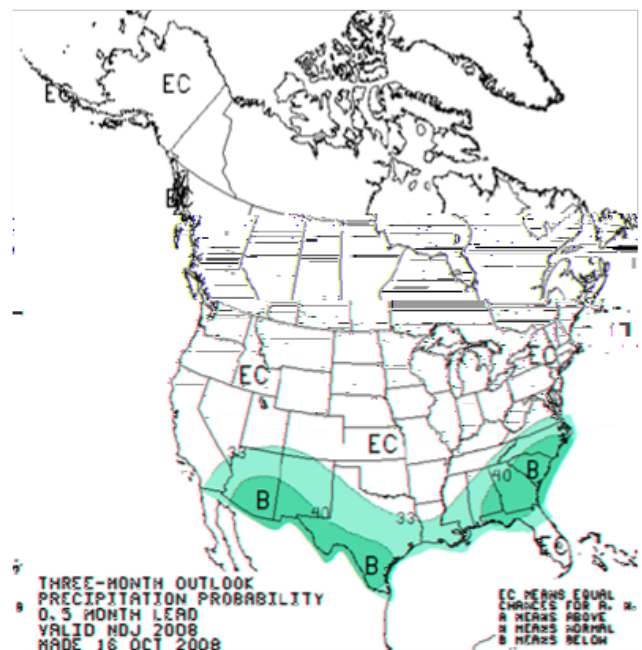 EC
EC
EC
EC
EC
EC
33
B
40
B
33
40
B
EC
THREE-MONTH OUTLOOK
PRECIPITATION PROBABILITY
0.5 MONTH LEAD
VALID NDJ 2008
MADE 16 OCT 2008
EC MEANS EQUAL
CHANCES FOR A, N,
A MEANS ABOVE
N MEANS NORMAL
B MEANS BELOW